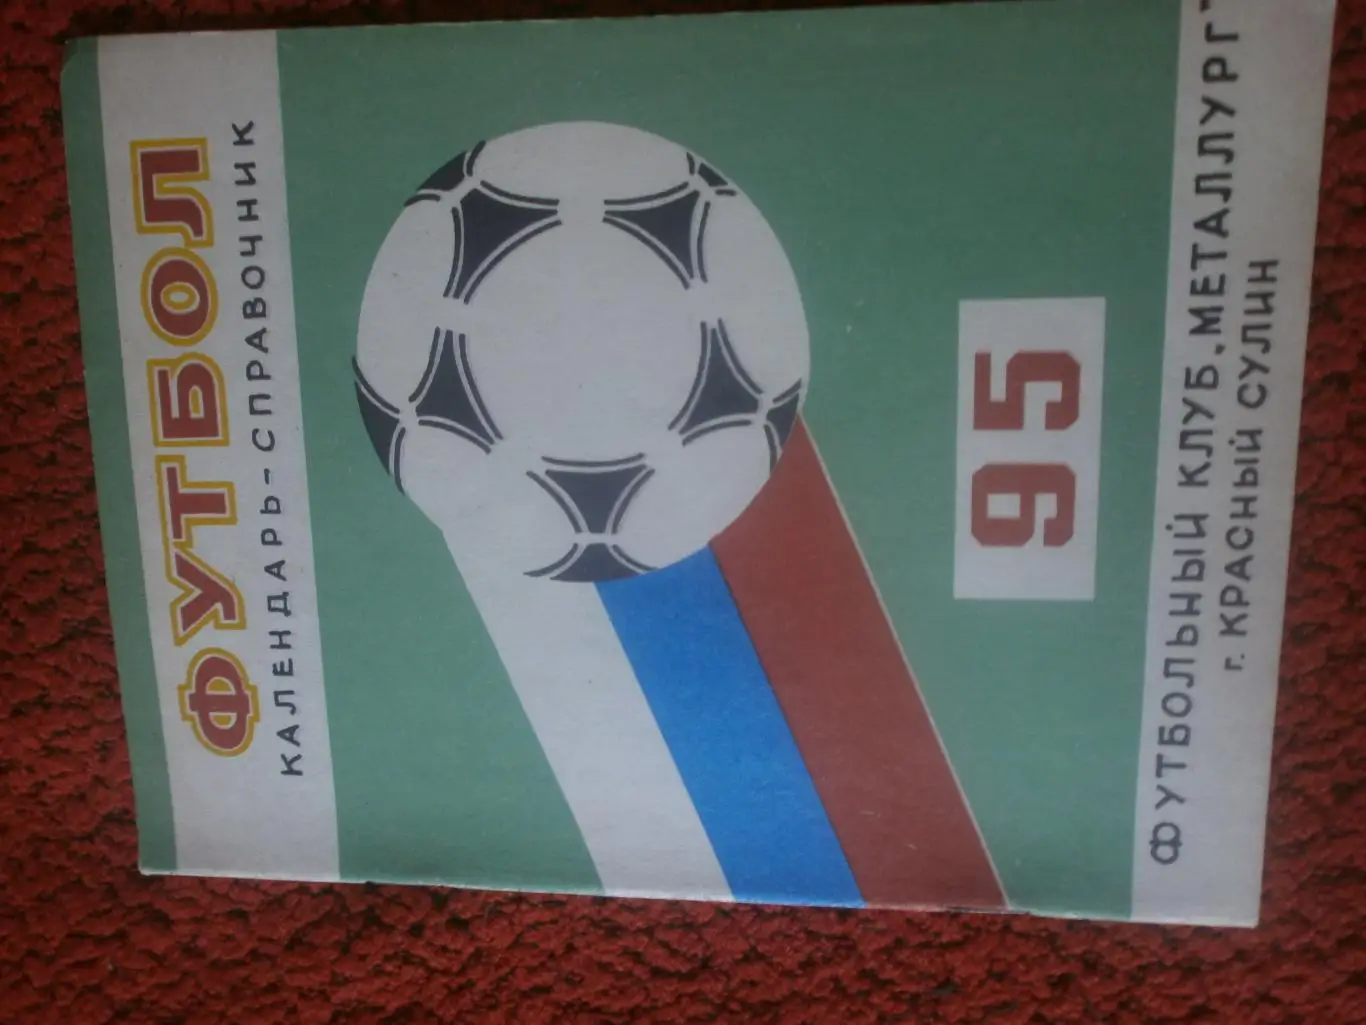 ФУТБОЛ
КАЛЕНДАРЬ-СПРАВОЧНИК
95
ФУТБОЛЬНЫЙ КЛУБ „МЕТАЛЛУРГ"
г. КРАСНЫЙ СУЛИН